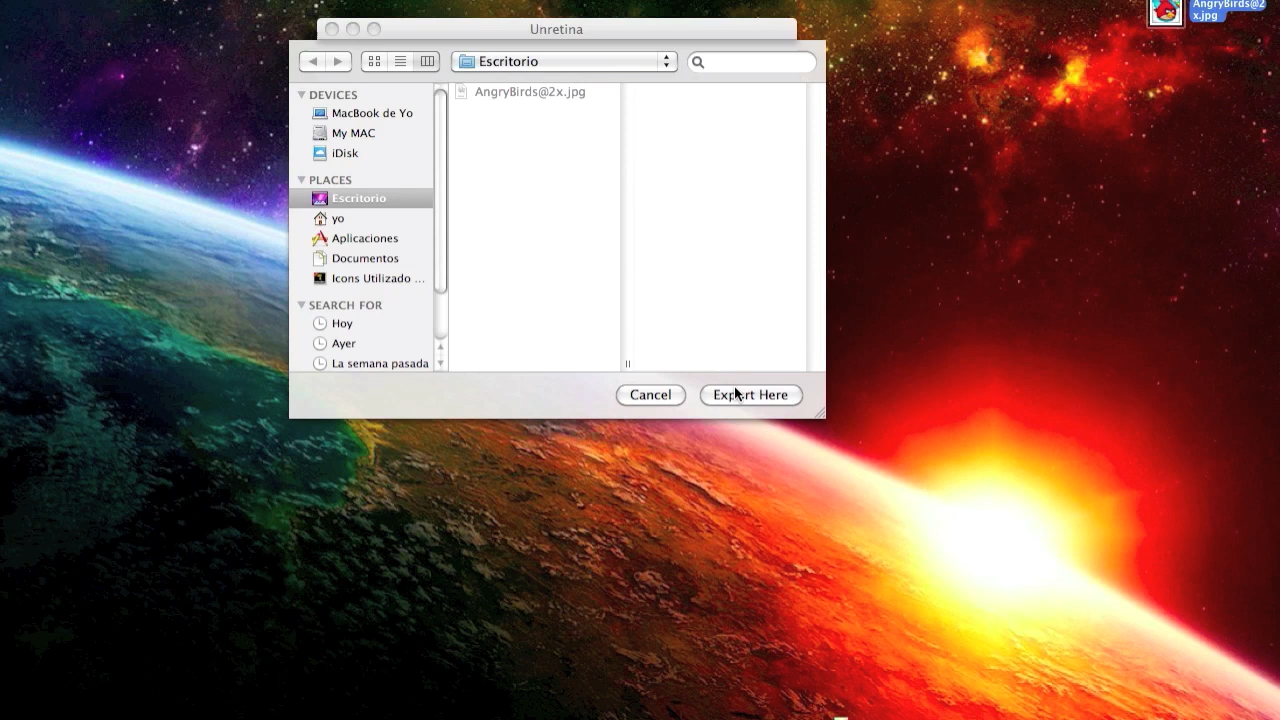 AngryBirds@2
x.jpg
Unretina
Escritorio
DEVICES
MacBook de Yo
My MAC
iDisk
PLACES
Escritorio
yo
Aplicaciones
Documentos
Icons Utilizado ...
SEARCH FOR
Hoy
Ayer
La semana pasada
AngryBirds@2x.jpg
Cancel
Export Here